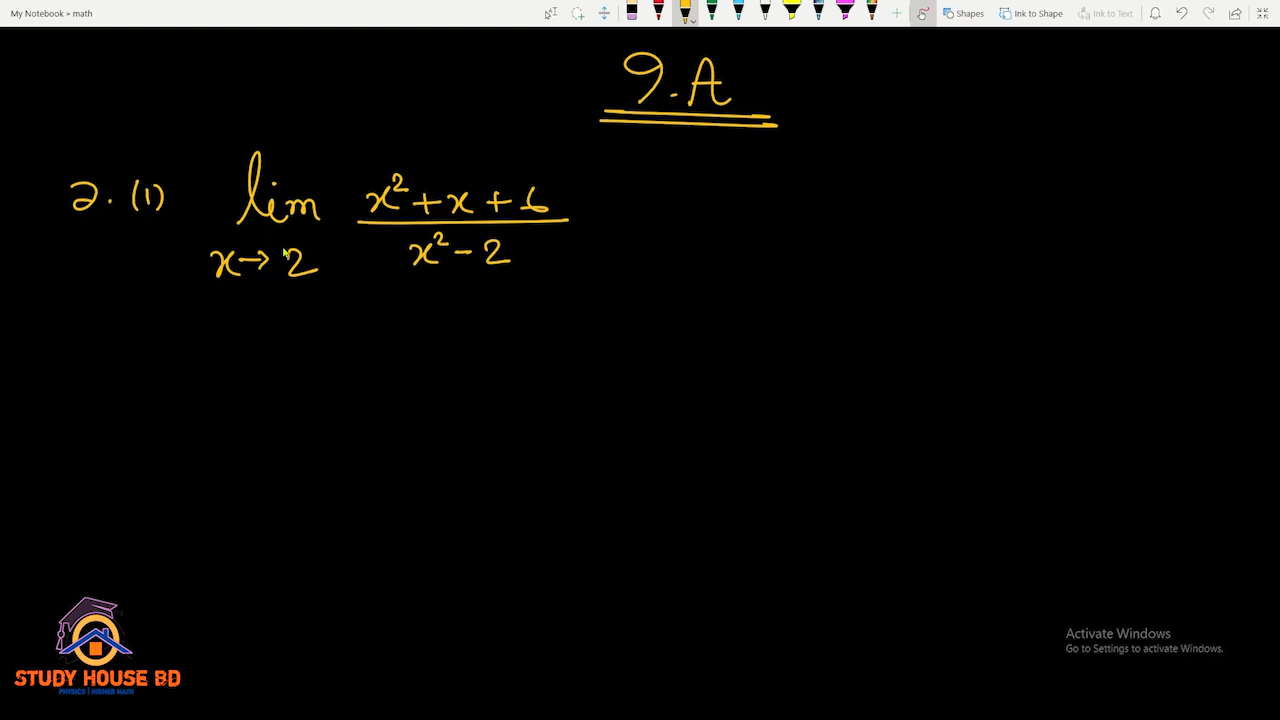 My Notebook » math
Shapes
Ink to Shape
Ink to Text
9.A
২. (1) lim x→2 (x² + x + 6)/(x² - 2)
STUDY HOUSE BD
PHYSICS | HIGHER MATH
Activate Windows
Go to Settings to activate Windows.